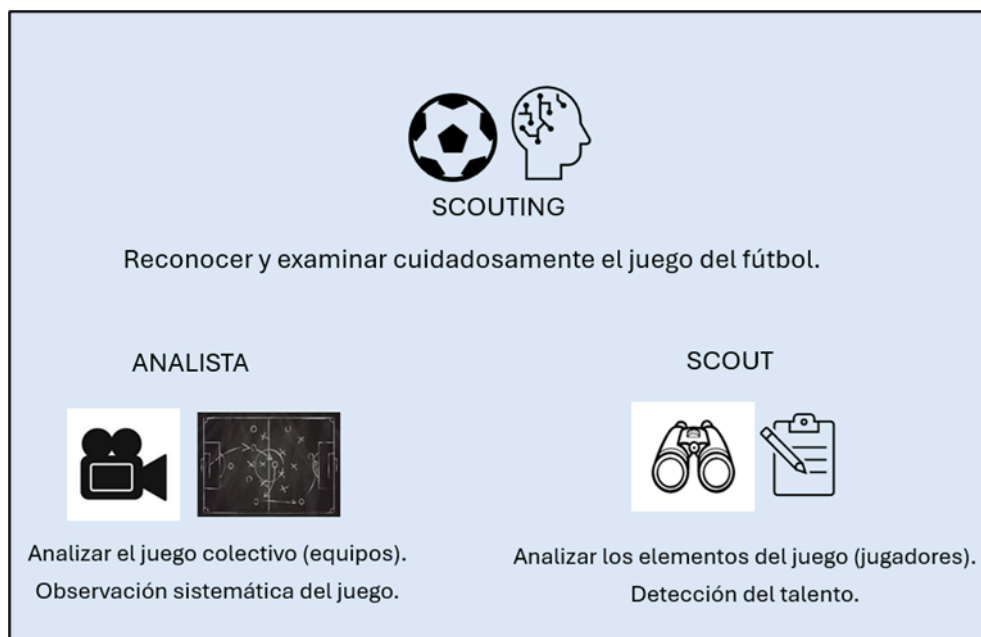 SCOUTING
Reconocer y examinar cuidadosamente el juego del fútbol.
ANALISTA
Analizar el juego colectivo (equipos).
Observación sistemática del juego.
SCOUT
Analizar los elementos del juego (jugadores).
Detección del talento.